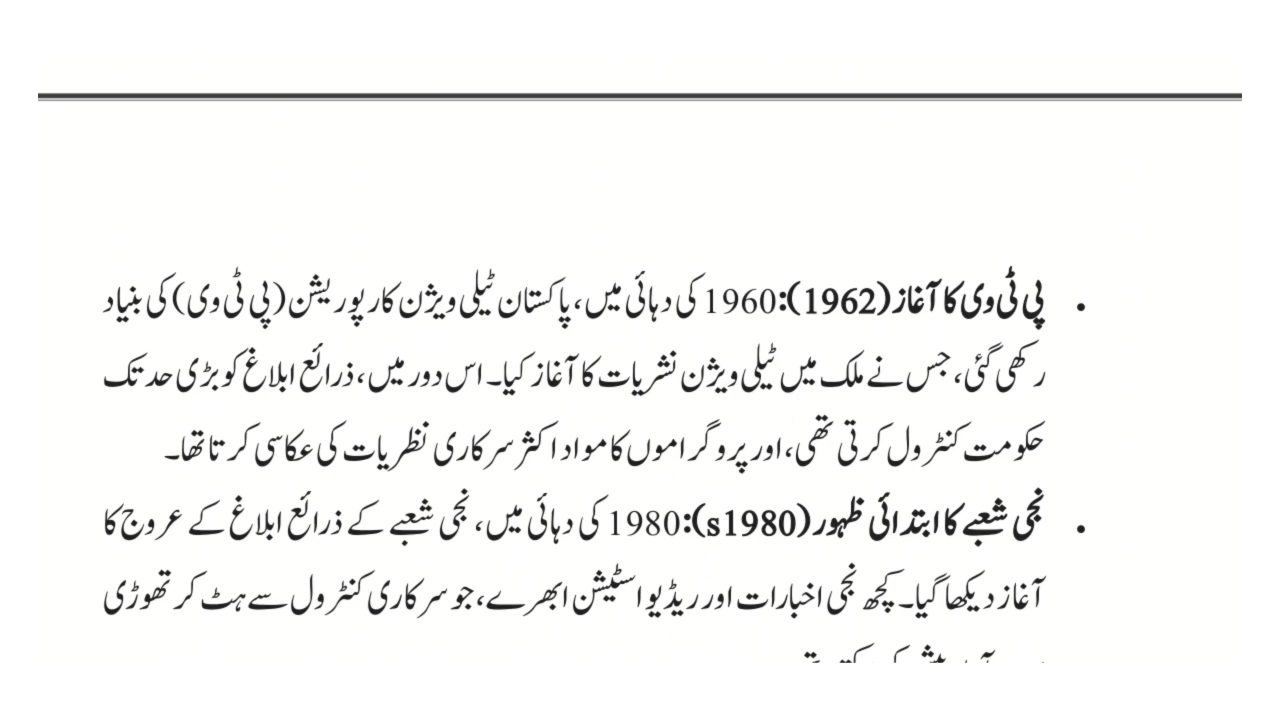 • پی ٹی وی کا آغاز (1962): 1960 کی دہائی میں، پاکستان ٹیلی ویژن کارپوریشن (پی ٹی وی) کی بنیاد
رکھی گئی، جس نے ملک میں ٹیلی ویژن نشریات کا آغاز کیا۔ اس دور میں، ذرائع ابلاغ کو بڑی حد تک
حکومت کنٹرول کرتی تھی، اور پروگراموں کا مواد اکثر سرکاری نظریات کی عکاسی کرتا تھا۔
• نجی شعبے کا ابتدائی ظہور (1980s): 1980 کی دہائی میں، نجی شعبے کے ذرائع ابلاغ کے عروج کا
آغاز دیکھا گیا۔ کچھ نجی اخبارات اور ریڈیو اسٹیشن ابھرے، جو سرکاری کنٹرول سے ہٹ کر تھوڑی